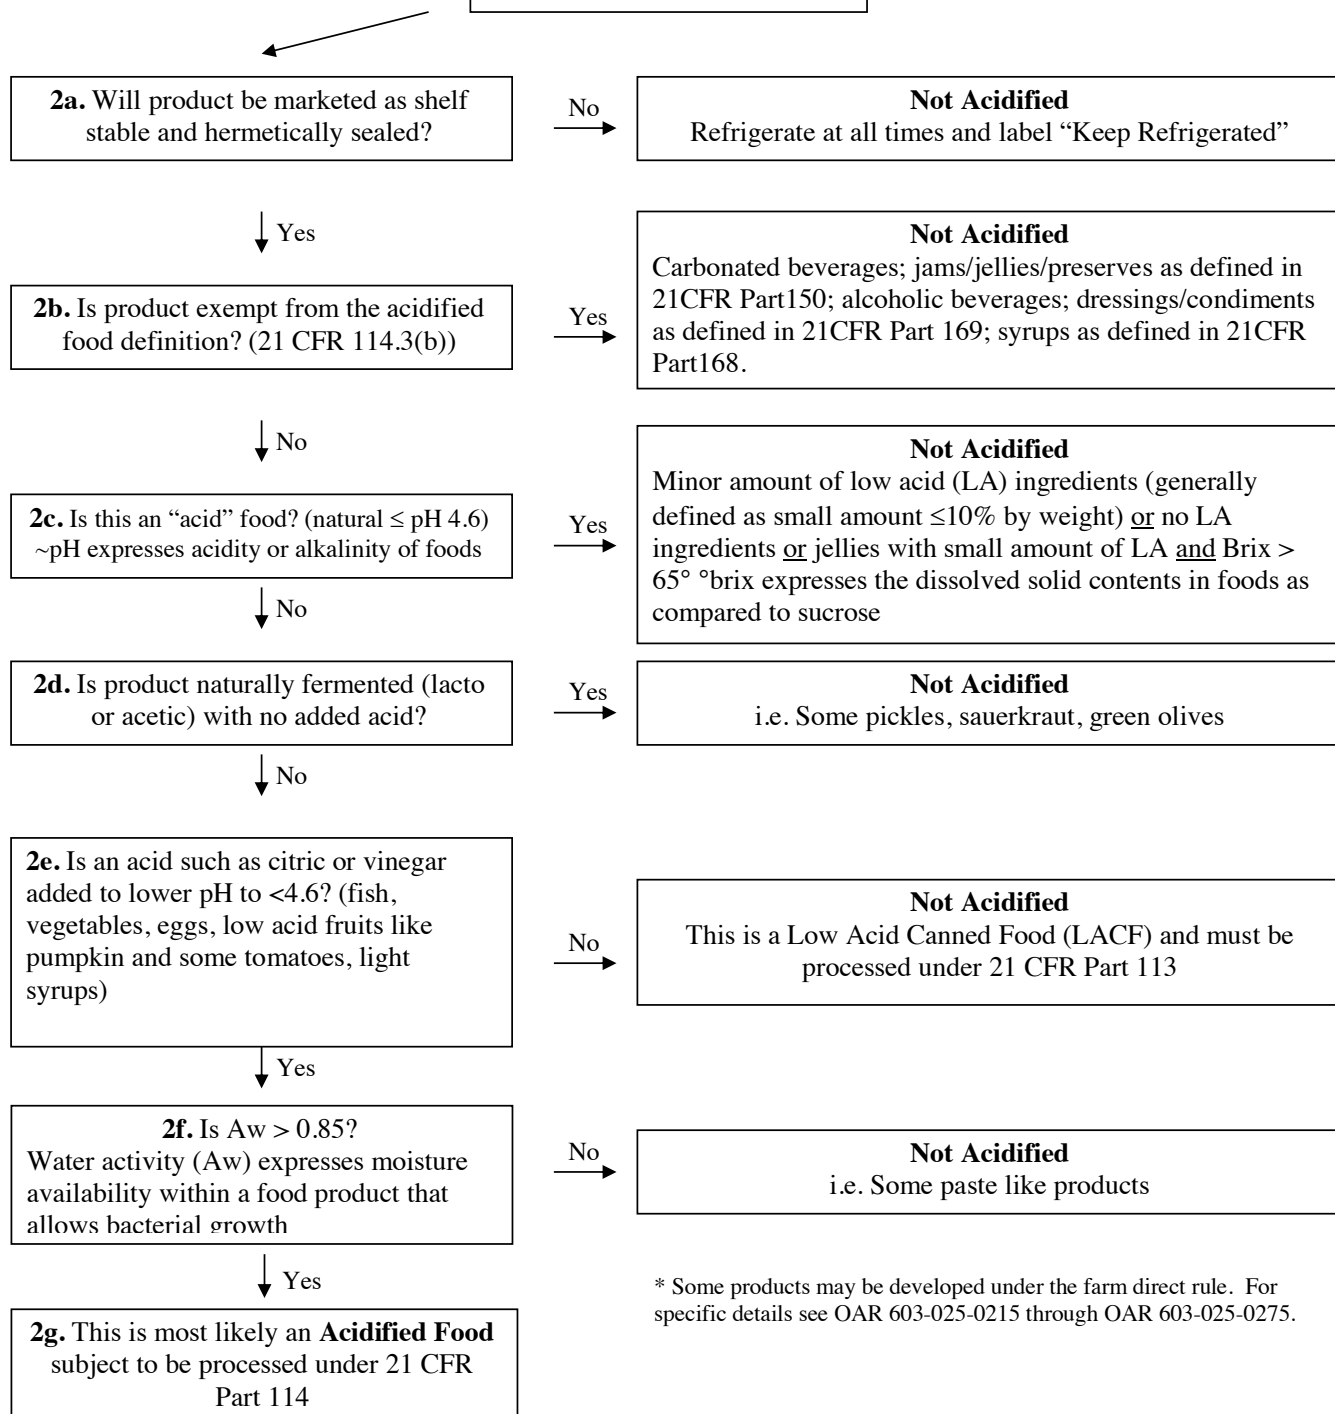 2a. Will product be marketed as shelf
stable and hermetically sealed?
No
Not Acidified
Refrigerate at all times and label “Keep Refrigerated”
Yes
2b. Is product exempt from the acidified
food definition? (21 CFR 114.3(b))
Yes
Not Acidified
Carbonated beverages; jams/jellies/preserves as defined in
21CFR Part150; alcoholic beverages; dressings/condiments
as defined in 21CFR Part 169; syrups as defined in 21CFR
Part168.
No
2c. Is this an “acid” food? (natural ≤ pH 4.6)
~pH expresses acidity or alkalinity of foods
Yes
Not Acidified
Minor amount of low acid (LA) ingredients (generally
defined as small amount ≤10% by weight) or no LA
ingredients or jellies with small amount of LA and Brix >
65° °brix expresses the dissolved solid contents in foods as
compared to sucrose
No
2d. Is product naturally fermented (lacto
or acetic) with no added acid?
Yes
Not Acidified
i.e. Some pickles, sauerkraut, green olives
No
2e. Is an acid such as citric or vinegar
added to lower pH to <4.6? (fish,
vegetables, eggs, low acid fruits like
pumpkin and some tomatoes, light
syrups)
No
Not Acidified
This is a Low Acid Canned Food (LACF) and must be
processed under 21 CFR Part 113
Yes
2f. Is Aw > 0.85?
Water activity (Aw) expresses moisture
availability within a food product that
allows bacterial growth
No
Not Acidified
i.e. Some paste like products
Yes
* Some products may be developed under the farm direct rule. For
specific details see OAR 603-025-0215 through OAR 603-025-0275.
2g. This is most likely an Acidified Food
subject to be processed under 21 CFR
Part 114